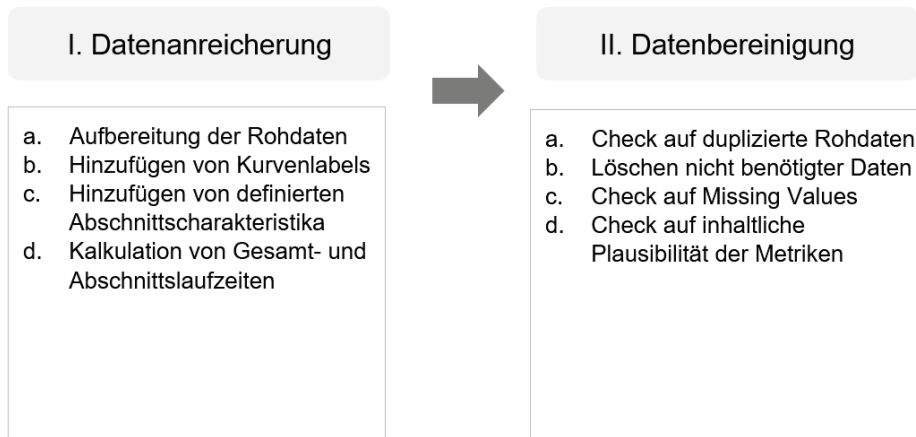 I. Datenanreicherung
a. Aufbereitung der Rohdaten
b. Hinzufügen von Kurvenlabels
c. Hinzufügen von definierten
Abschnittscharakteristika
d. Kalkulation von Gesamt- und
Abschnittslaufzeiten
II. Datenbereinigung
a. Check auf duplizierte Rohdaten
b. Löschen nicht benötigter Daten
c. Check auf Missing Values
d. Check auf inhaltliche
Plausibilität der Metriken